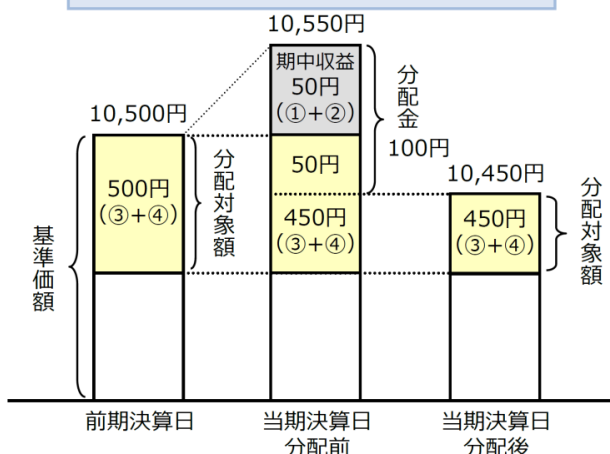 10,550円
期中収益
50円
(①+②)
分配金
100円
10,500円
500円
(③+④)
分配対象額
50円
450円
(③+④)
10,450円
450円
(③+④)
分配対象額
基準価額
前期決算日
当期決算日
分配前
当期決算日
分配後